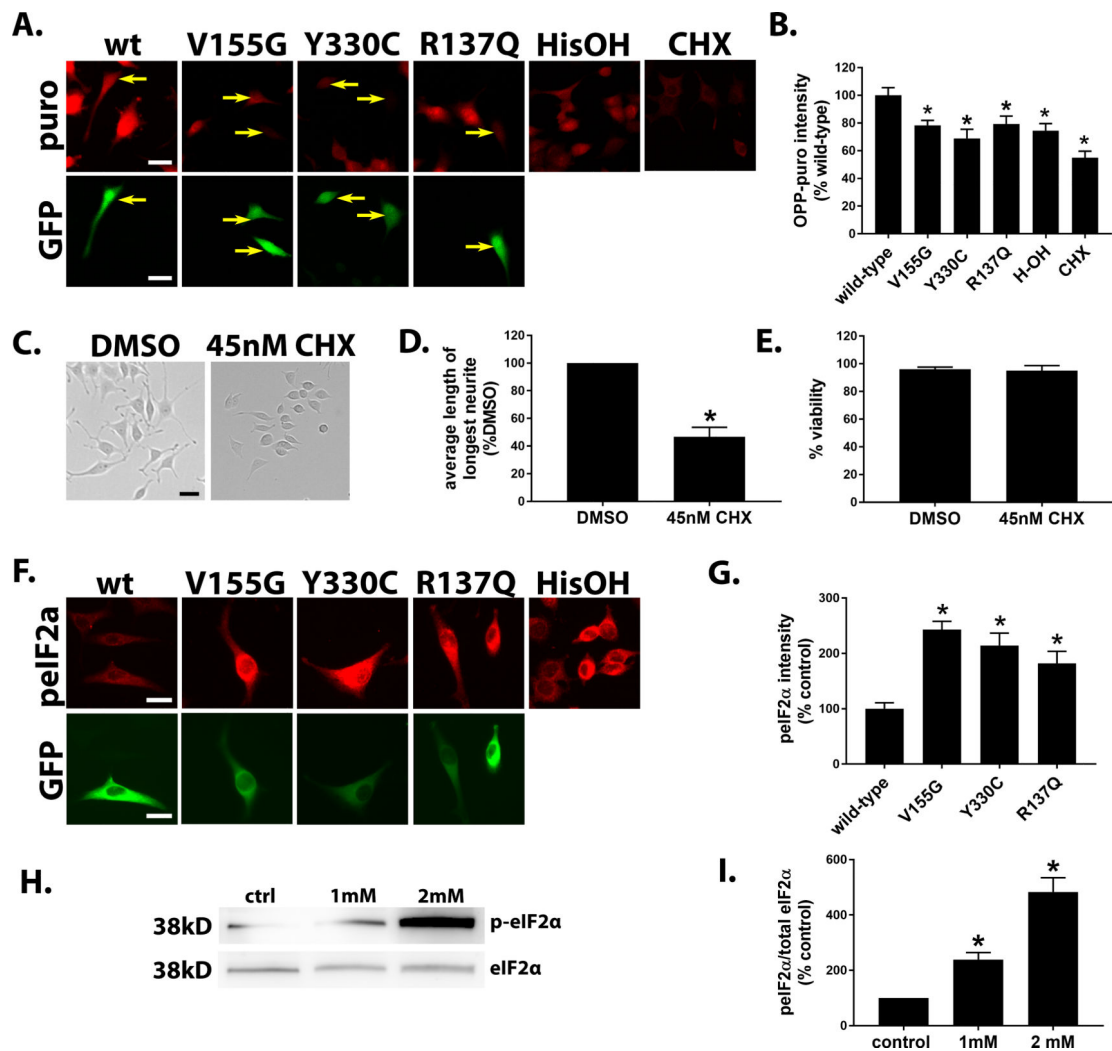 A.
wt V155G Y330C R137Q HisOH CHX
puro
GFP
B.
OPP-puro intensity
(% wild-type)
120
100
80
60
40
20
0
* * * * *
wild-type V155G Y330C R137Q H-OH CHX
C.
DMSO 45nM CHX
D.
average length of
longest neurite
(%DMSO)
120
100
80
60
40
20
0
*
DMSO 45nM CHX
E.
% viability
120
100
80
60
40
20
0
DMSO 45nM CHX
F.
wt V155G Y330C R137Q HisOH
peIF2a
GFP
G.
peIF2α intensity
(% control)
300
200
100
0
* * *
wild-type V155G Y330C R137Q
H.
ctrl 1mM 2mM
38kD p-eIF2α
38kD eIF2α
I.
peIF2α/total eIF2α
(% control)
600
400
200
0
* *
control 1mM 2 mM